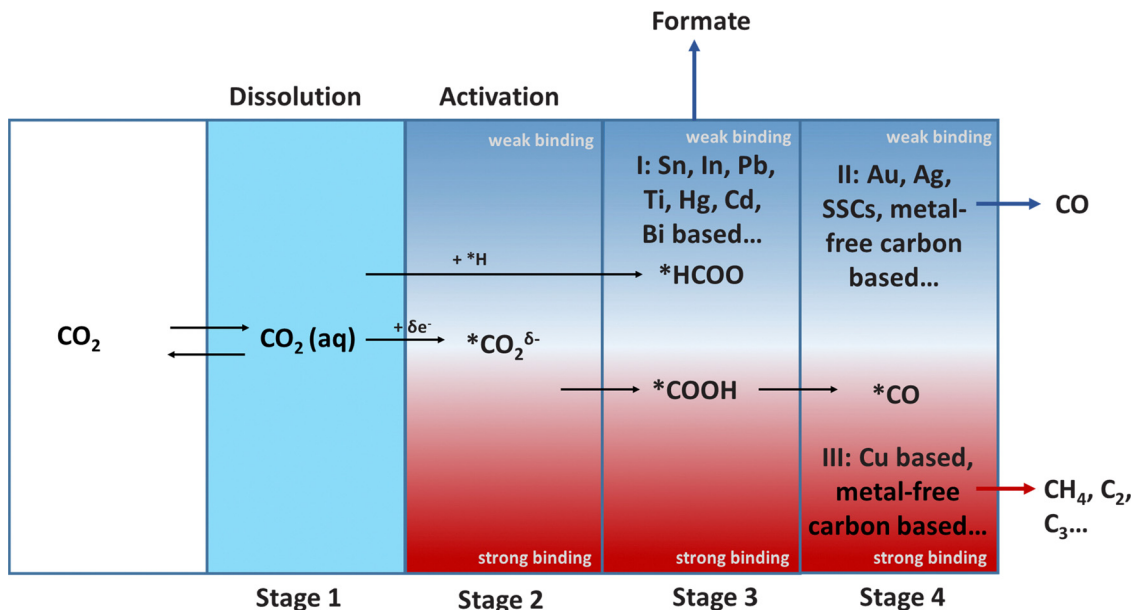 Formate
Dissolution
Activation
weak binding
weak binding
weak binding
I: Sn, In, Pb,
Ti, Hg, Cd,
Bi based...
II: Au, Ag,
SSCs, metal-
free carbon
based...
CO
+ *H
*HCOO
CO₂
CO₂ (aq)
+ δe⁻
*CO₂^δ-
*COOH
*CO
III: Cu based,
metal-free
carbon based...
CH₄, C₂,
C₃...
strong binding
strong binding
strong binding
Stage 1
Stage 2
Stage 3
Stage 4